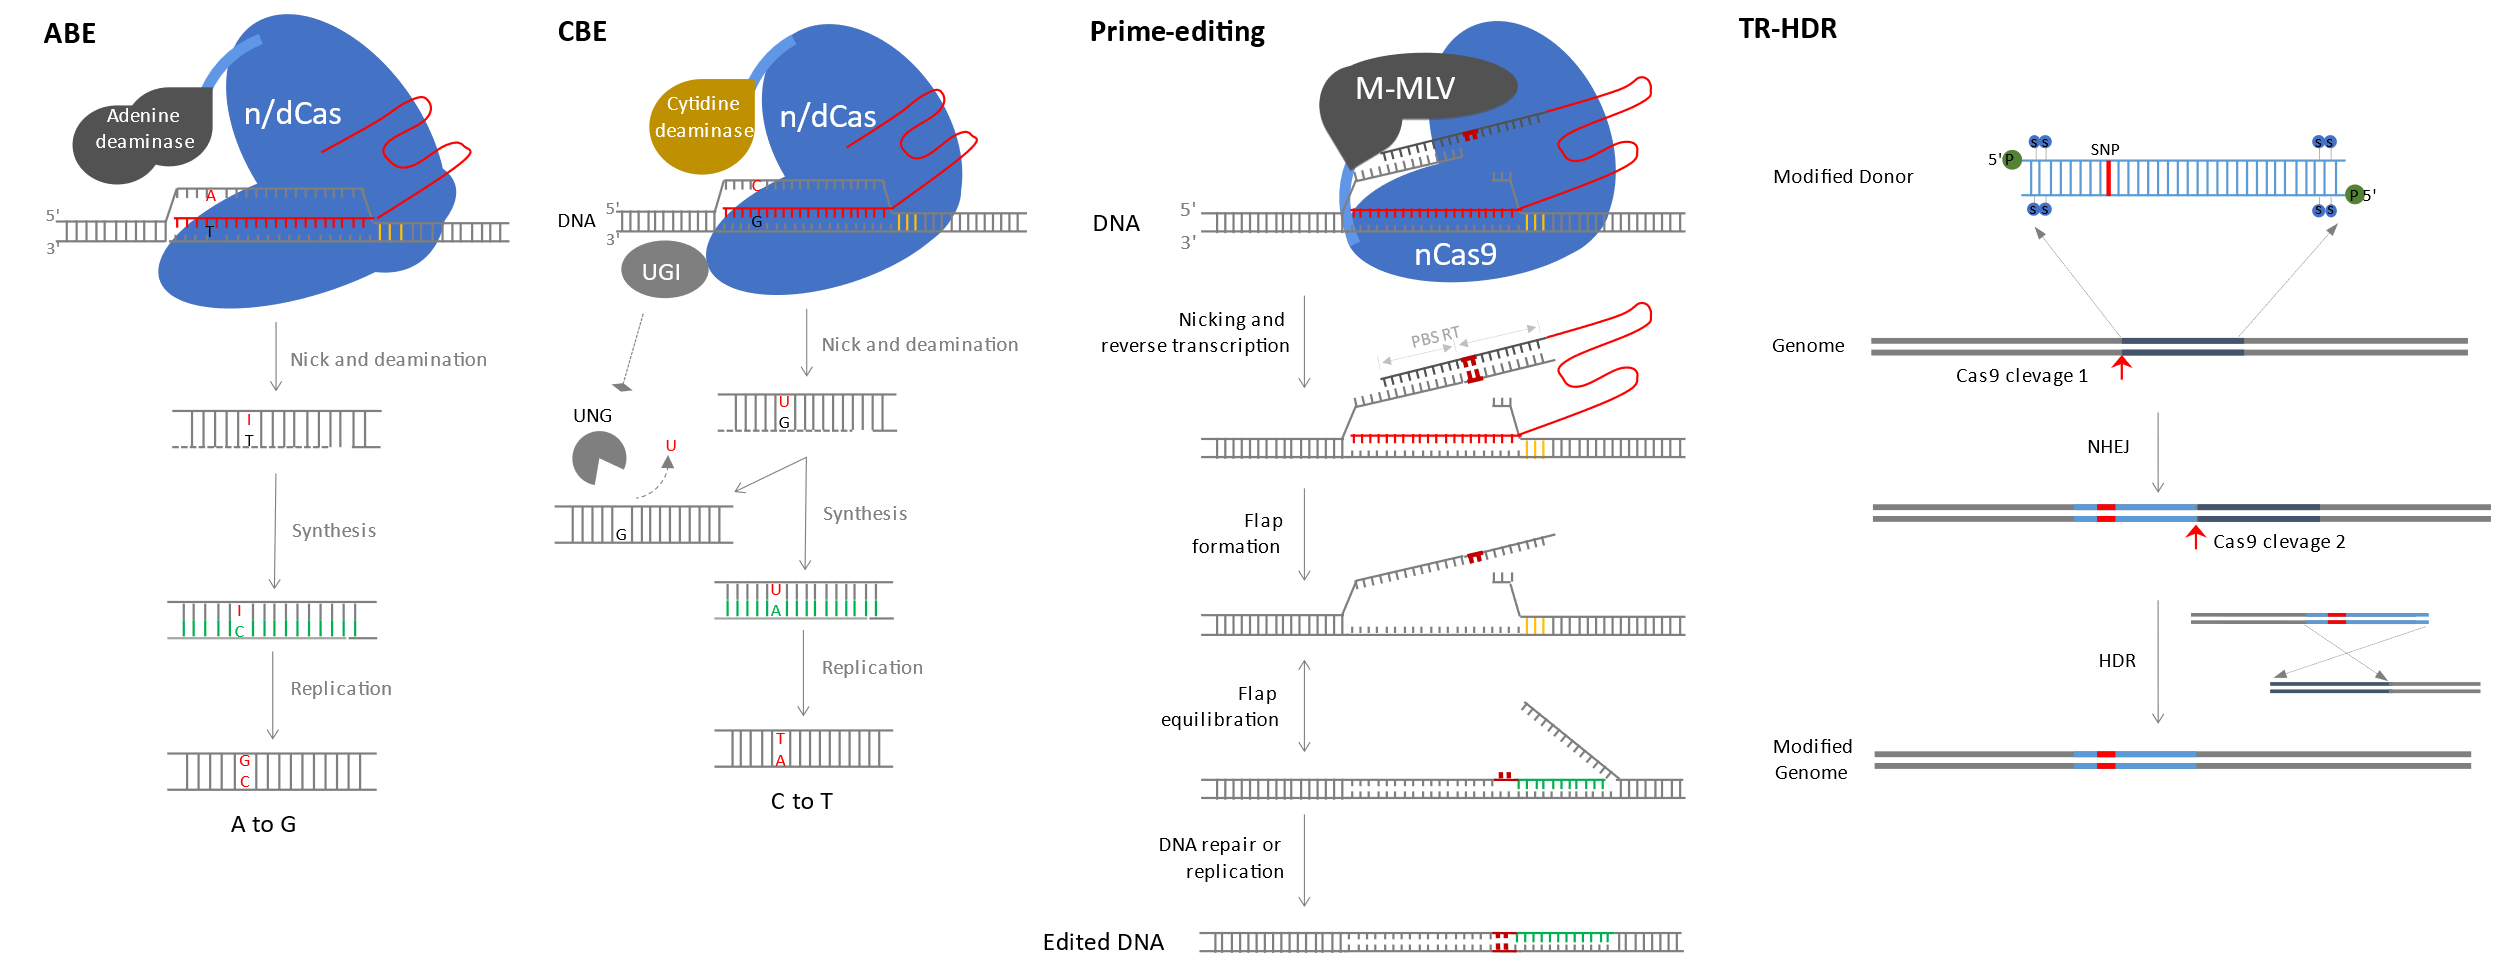 ABE
Adenine
deaminase
n/dCas
A
T
5'
3'
Nick and deamination
I
T
Synthesis
I
C
Replication
G
C
A to G
CBE
Cytidine
deaminase
n/dCas
C
G
DNA
5'
3'
UGI
Nick and deamination
UNG
U
U
G
G
Synthesis
U
A
Replication
T
A
C to T
Prime-editing
M-MLV
DNA
5'
3'
nCas9
Nicking and
reverse transcription
PBS RT
Flap
formation
Flap
equilibration
DNA repair or
replication
Edited DNA
TR-HDR
S S
S S
5' P
SNP
Modified Donor
P 5'
S S
S S
Genome
Cas9 clevage 1
NHEJ
Cas9 clevage 2
HDR
Modified
Genome